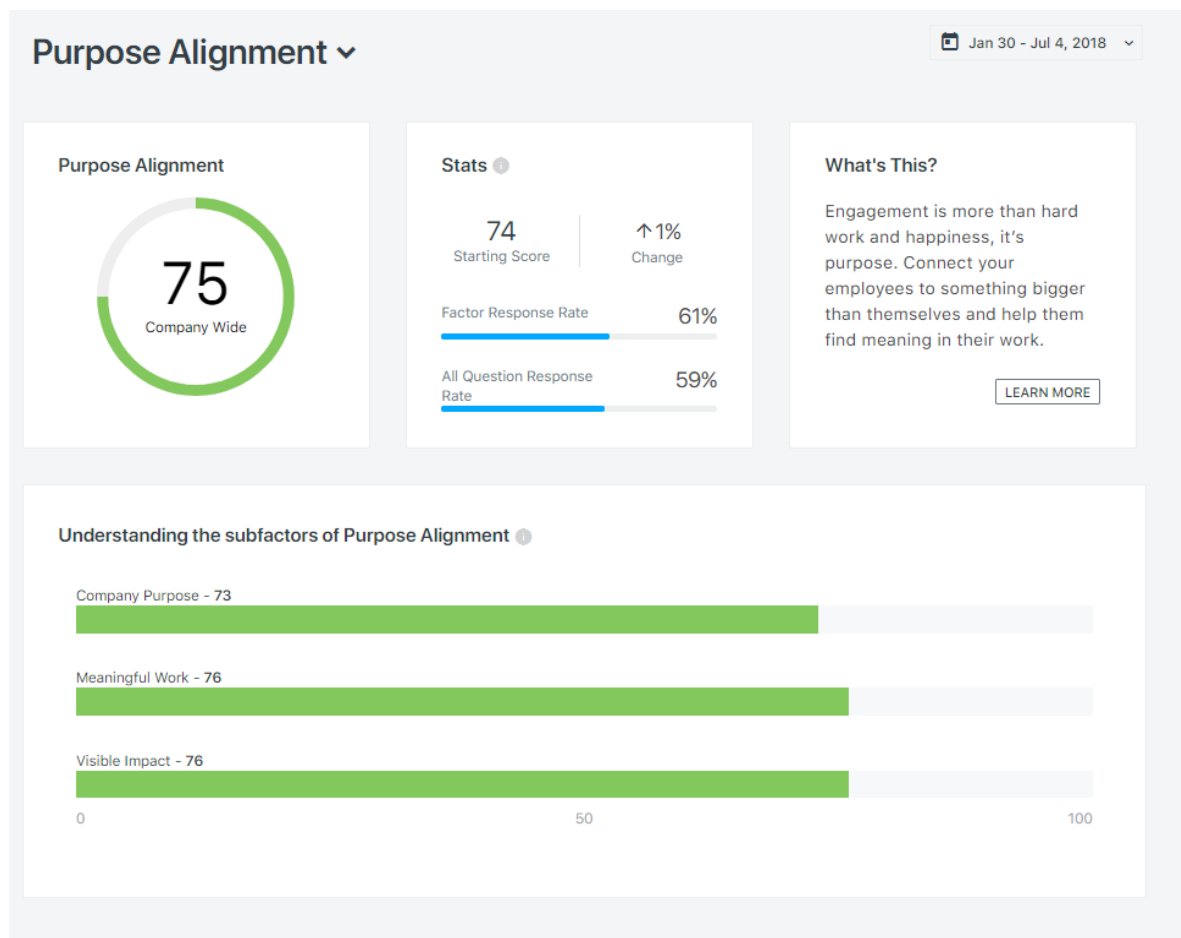 Purpose Alignment
Jan 30 - Jul 4, 2018
Purpose Alignment
75
Company Wide
Stats
74
Starting Score
↑1%
Change
Factor Response Rate
61%
All Question Response
Rate
59%
What's This?
Engagement is more than hard
work and happiness, it’s
purpose. Connect your
employees to something bigger
than themselves and help them
find meaning in their work.
LEARN MORE
Understanding the subfactors of Purpose Alignment
Company Purpose - 73
Meaningful Work - 76
Visible Impact - 76
0 50 100